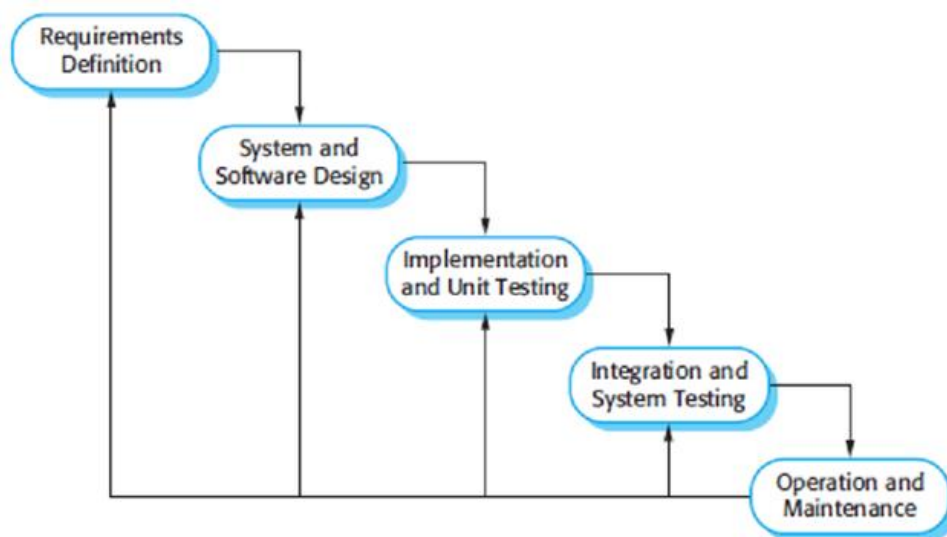 Requirements
Definition
System and
Software Design
Implementation
and Unit Testing
Integration and
System Testing
Operation and
Maintenance